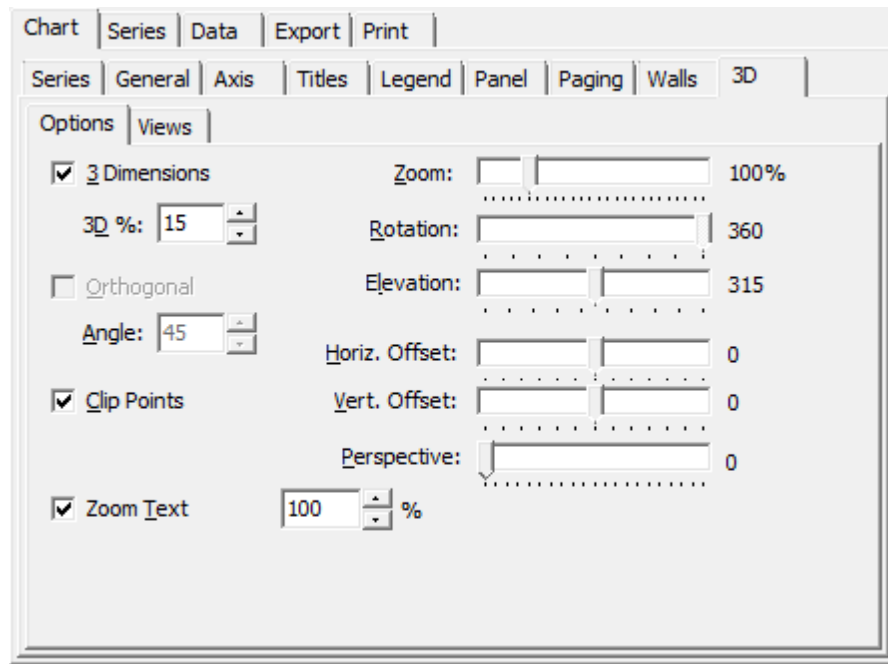 Chart Series Data Export Print
Series General Axis Titles Legend Panel Paging Walls 3D
Options Views
3 Dimensions Zoom: 100%
3D %: 15 Rotation: 360
Orthogonal Elevation: 315
Angle: 45 Horiz. Offset: 0
Clip Points Vert. Offset: 0
Perspective: 0
Zoom Text 100 %